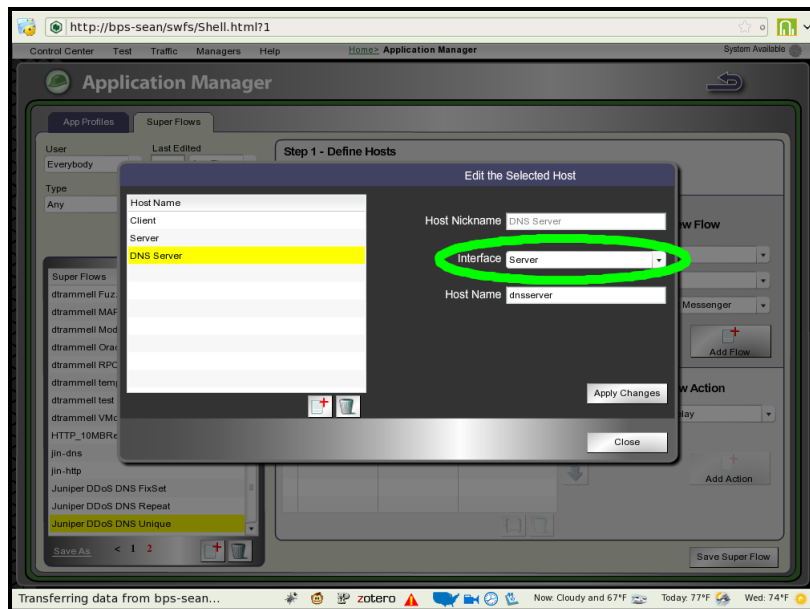 http://bps-sean/swfs/Shell.html?1
Control Center Test Traffic Managers Help Home> Application Manager System Available
Application Manager
App Profiles Super Flows
User Last Edited
Everybody
Step 1 - Define Hosts
Type
Any
Edit the Selected Host
Host Name
Client
Server
DNS Server
Host Nickname DNS Server
Interface Server
Host Name dnsserver
Apply Changes
Close
w Flow
Messenger
Add Flow
w Action
Add Action
Super Flows
dtrammell Fuz
dtrammell MAF
dtrammell Mod
dtrammell Orac
dtrammell RPC
dtrammell temp
dtrammell test
dtrammell VMc
HTTP_10MBRe
jin-dns
jin-http
Juniper DDoS DNS FixSet
Juniper DDoS DNS Repeat
Juniper DDoS DNS Unique
Save As < 1 2
Save Super Flow
Transferring data from bps-sean... zotero Now: Cloudy and 67°F Today: 77°F Wed: 74°F